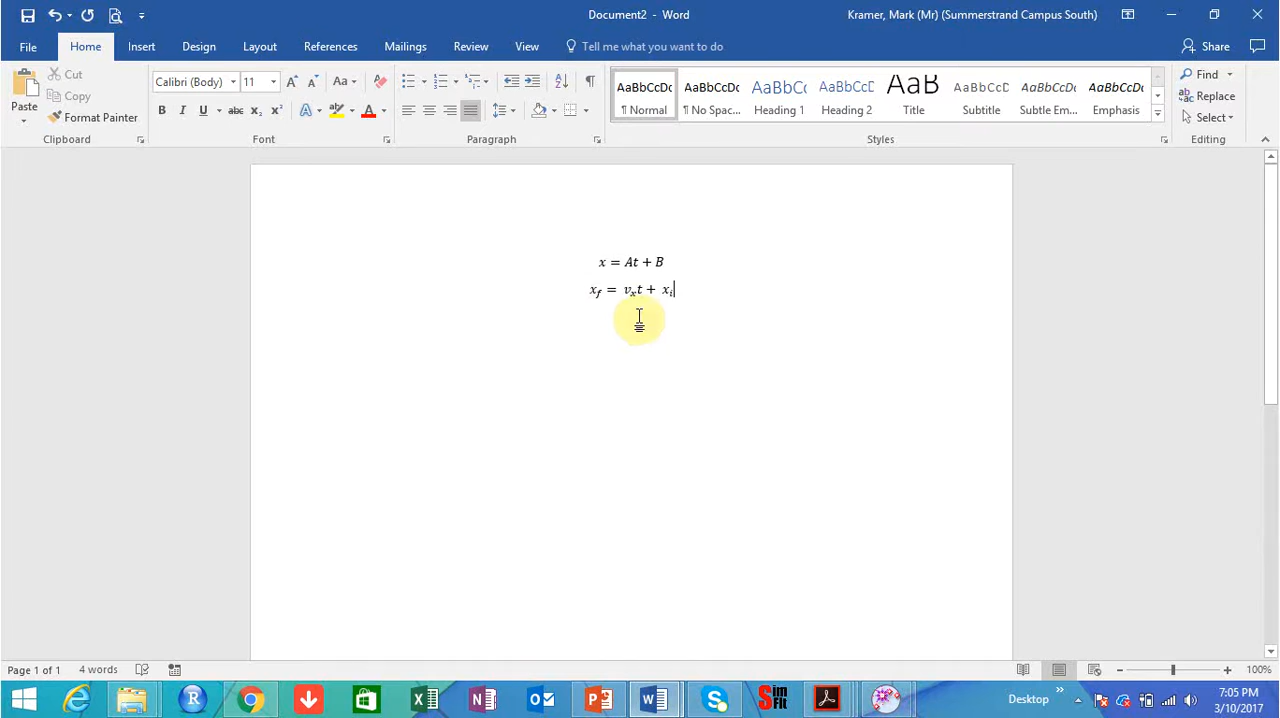 Document2 - Word
Kramer, Mark (Mr) (Summerstrand Campus South)
File Home Insert Design Layout References Mailings Review View Tell me what you want to do Share
Paste
Cut
Copy
Format Painter
Clipboard
Calibri (Body) 11
Font
Paragraph
AaBbCcDc AaBbCcDc AaBbCc AaBbCcD AaB AaBbCcD AaBbCcDc AaBbCcDc
¶ Normal ¶ No Spac... Heading 1 Heading 2 Title Subtitle Subtle Em... Emphasis
Styles
Find
Replace
Select
Editing
x = At + B
x_f = v_x t + x_i
Page 1 of 1 4 words
100%
Desktop
7:05 PM
3/10/2017